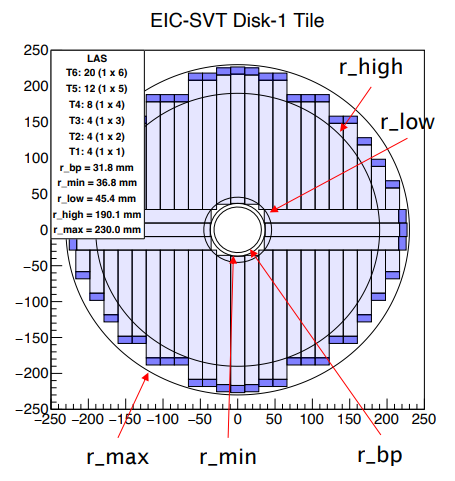 EIC-SVT Disk-1 Tile
250
200
150
100
50
0
−50
−100
−150
−200
−250
LAS
T6: 20 (1 x 6)
T5: 12 (1 x 5)
T4: 8 (1 x 4)
T3: 4 (1 x 3)
T2: 4 (1 x 2)
T1: 4 (1 x 1)
r_bp = 31.8 mm
r_min = 36.8 mm
r_low = 45.4 mm
r_high = 190.1 mm
r_max = 230.0 mm
r_high
r_low
−250 −200 −150 −100 −50 0 50 100 150 200 250
r_max r_min r_bp